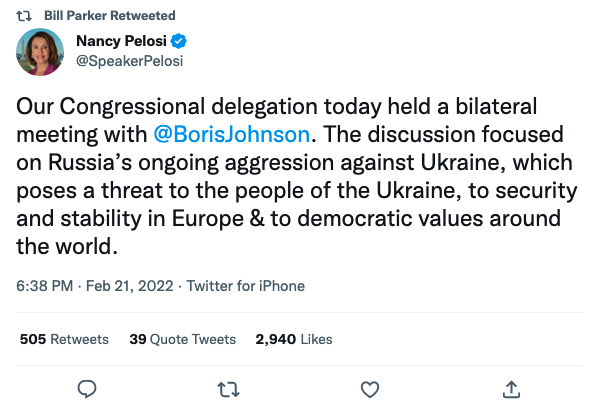 Bill Parker Retweeted
Nancy Pelosi
@SpeakerPelosi
Our Congressional delegation today held a bilateral
meeting with @BorisJohnson. The discussion focused
on Russia’s ongoing aggression against Ukraine, which
poses a threat to the people of the Ukraine, to security
and stability in Europe & to democratic values around
the world.
6:38 PM · Feb 21, 2022 · Twitter for iPhone
505 Retweets 39 Quote Tweets 2,940 Likes